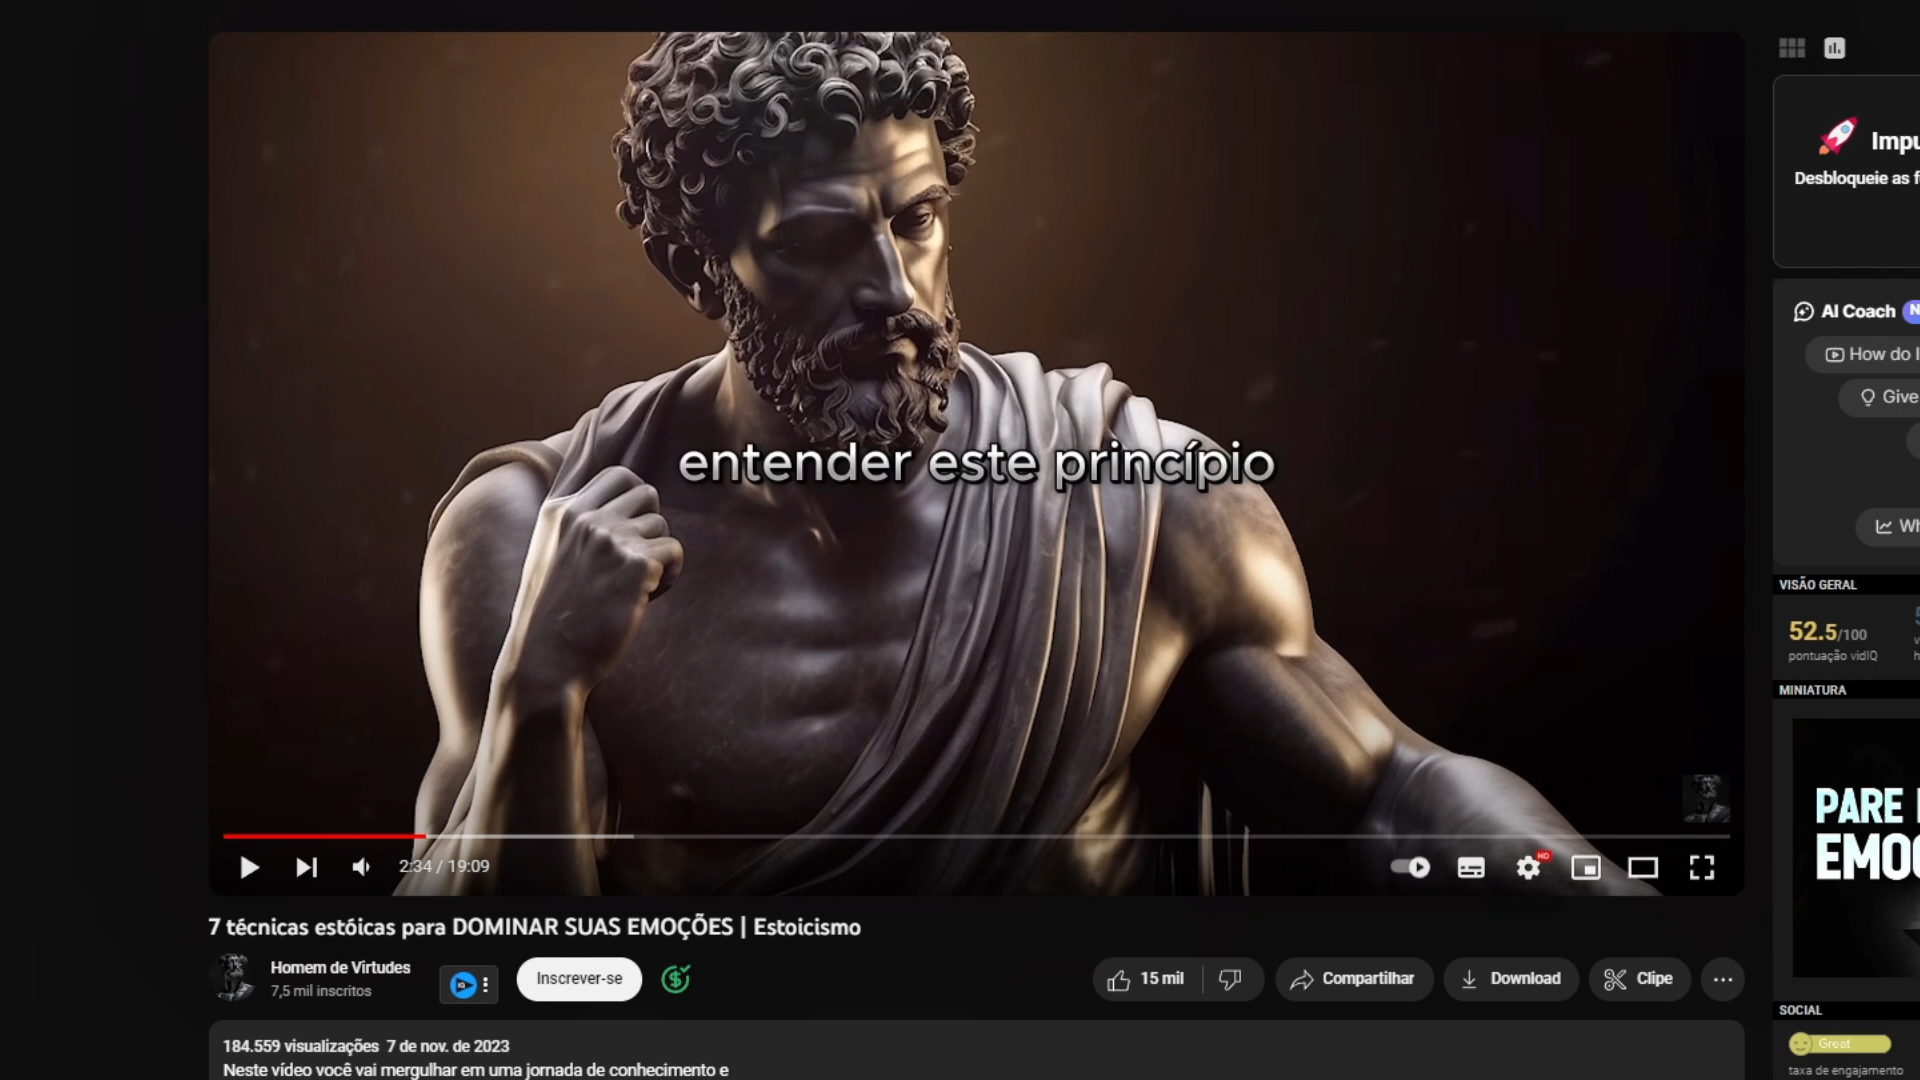 entender este princípio
2:34 / 19:09
HD
7 técnicas estóicas para DOMINAR SUAS EMOÇÕES | Estoicismo
Homem de Virtudes
7,5 mil inscritos
Inscrever-se
15 mil
Compartilhar
Download
Clipe
184.559 visualizações 7 de nov. de 2023
Neste vídeo você vai mergulhar em uma jornada de conhecimento e
Impu
Desbloqueie as f
AI Coach N
How do I
Give
Wh
VISÃO GERAL
52.5/100
pontuação vidIQ
MINIATURA
PARE
EMOÇ
SOCIAL
Great
taxa de engajamento